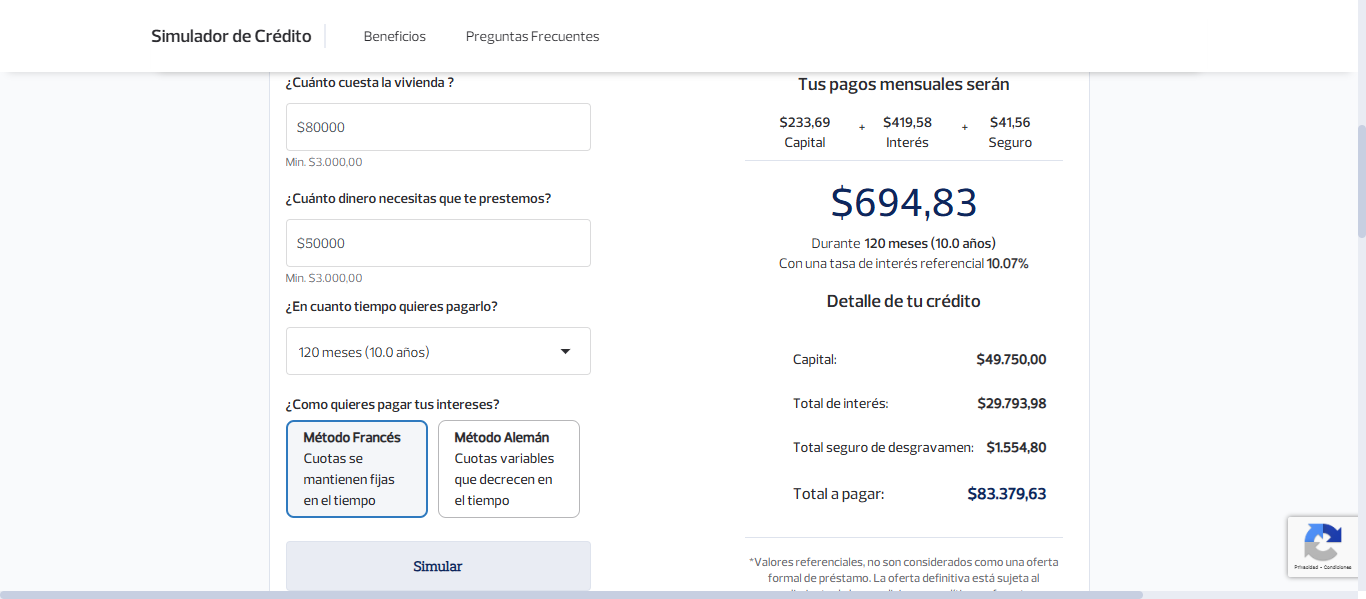 Simulador de Crédito
Beneficios
Preguntas Frecuentes
¿Cuánto cuesta la vivienda ?
$80000
Min. $3.000,00
¿Cuánto dinero necesitas que te prestemos?
$50000
Min. $3.000,00
¿En cuanto tiempo quieres pagarlo?
120 meses (10.0 años)
¿Como quieres pagar tus intereses?
Método Francés
Cuotas se
mantienen fijas
en el tiempo
Método Alemán
Cuotas variables
que decrecen en
el tiempo
Simular
Tus pagos mensuales serán
$233,69 + $419,58 + $41,56
Capital Interés Seguro
$694,83
Durante 120 meses (10.0 años)
Con una tasa de interés referencial 10.07%
Detalle de tu crédito
Capital: $49.750,00
Total de interés: $29.793,98
Total seguro de desgravamen: $1.554,80
Total a pagar: $83.379,63
*Valores referenciales, no son considerados como una oferta
formal de préstamo. La oferta definitiva está sujeta al
Privacidad - Condiciones